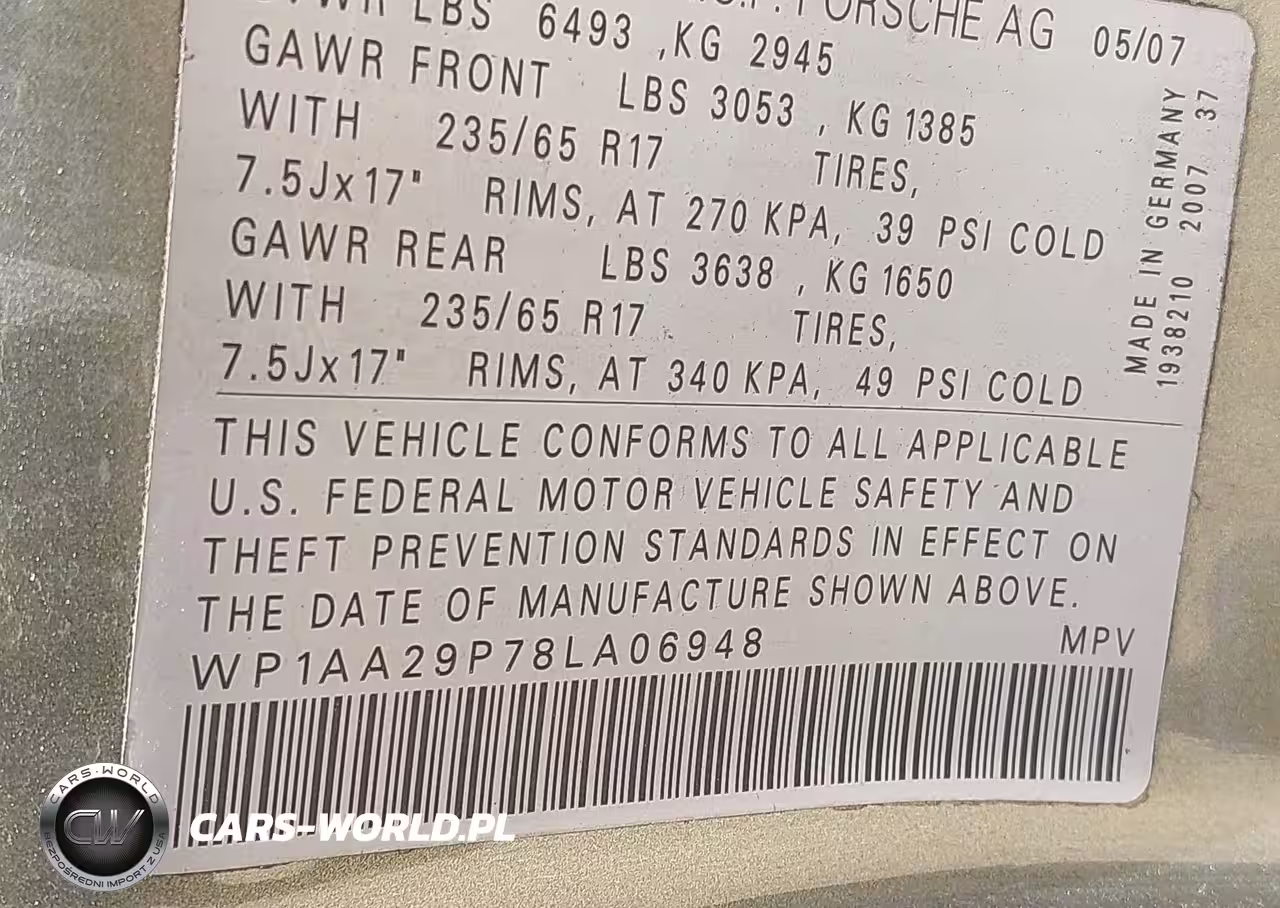 LBS 6493 ,KG 2945
PORSCHE AG 05/07
GAWR FRONT LBS 3053 , KG 1385
WITH 235/65 R17 TIRES,
7.5Jx17" RIMS, AT 270 KPA, 39 PSI COLD
GAWR REAR LBS 3638 , KG 1650
WITH 235/65 R17 TIRES,
7.5Jx17" RIMS, AT 340 KPA, 49 PSI COLD
MADE IN GERMANY
1938210 2007 37
THIS VEHICLE CONFORMS TO ALL APPLICABLE
U.S. FEDERAL MOTOR VEHICLE SAFETY AND
THEFT PREVENTION STANDARDS IN EFFECT ON
THE DATE OF MANUFACTURE SHOWN ABOVE.
WP1AA29P78LA06948 MPV
CARS-WORLD
CW
BEZPOŚREDNI IMPORT Z USA
CARS-WORLD.PL